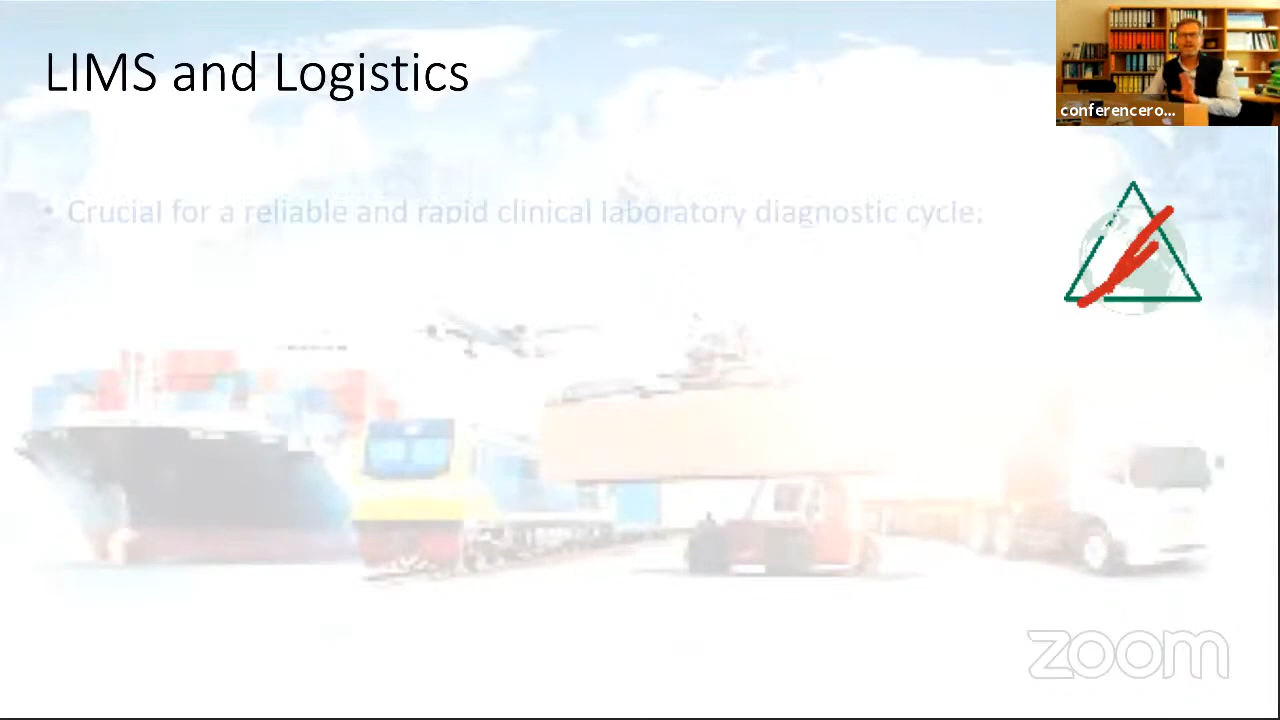 LIMS and Logistics
conferencero...
• Crucial for a reliable and rapid clinical laboratory diagnostic cycle:
zoom